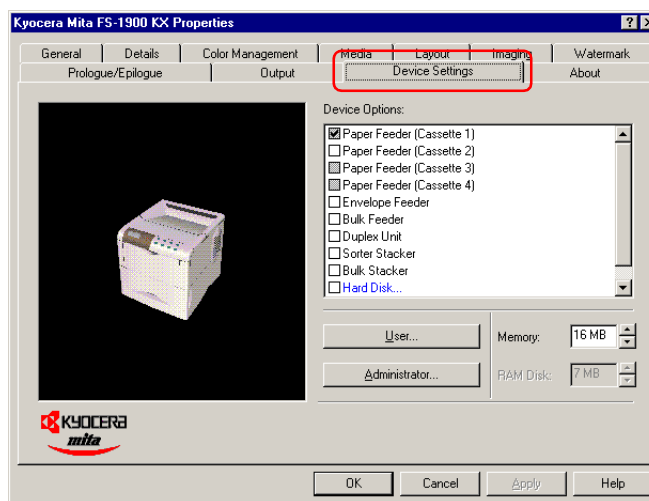 Kyocera Mita FS-1900 KX Properties
General Details Color Management Media Layout Imaging Watermark
Prologue/Epilogue Output Device Settings About
Device Options:
Paper Feeder (Cassette 1)
Paper Feeder (Cassette 2)
Paper Feeder (Cassette 3)
Paper Feeder (Cassette 4)
Envelope Feeder
Bulk Feeder
Duplex Unit
Sorter Stacker
Bulk Stacker
Hard Disk...
User... Memory: 16 MB
Administrator... RAM Disk: 7 MB
KYOCERA
mita
OK Cancel Apply Help